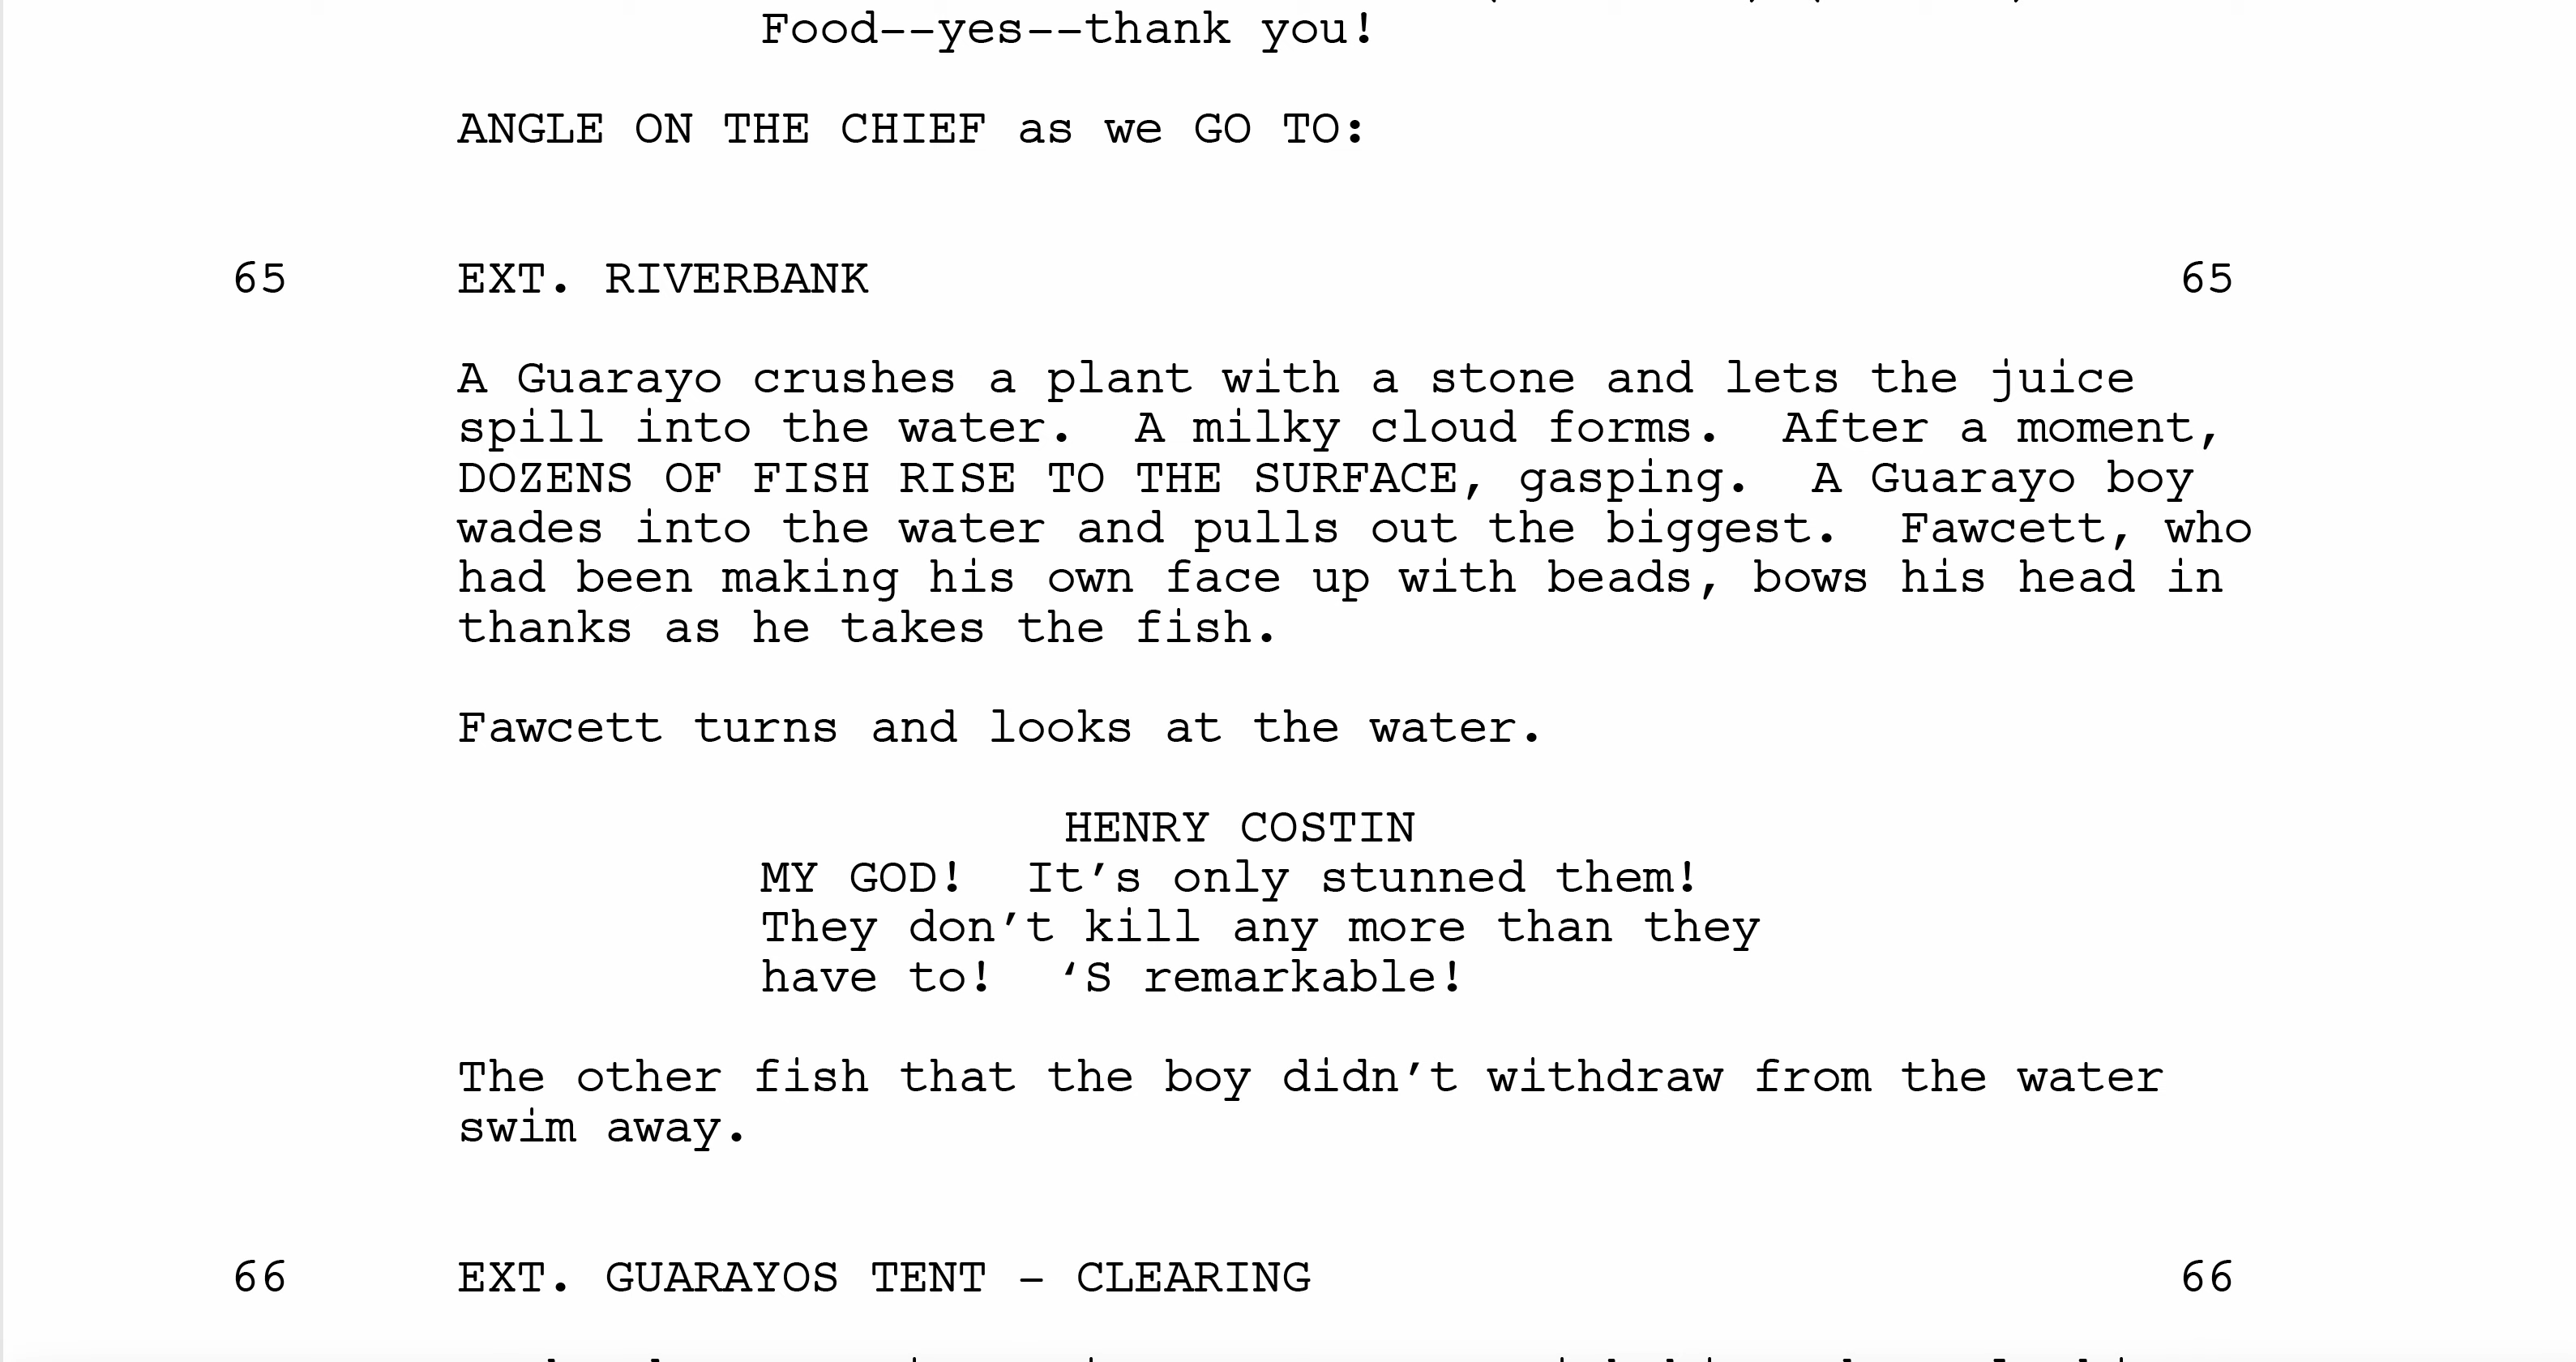 Food--yes--thank you!
ANGLE ON THE CHIEF as we GO TO:
65 EXT. RIVERBANK 65
A Guarayo crushes a plant with a stone and lets the juice
spill into the water.  A milky cloud forms.  After a moment,
DOZENS OF FISH RISE TO THE SURFACE, gasping.  A Guarayo boy
wades into the water and pulls out the biggest.  Fawcett, who
had been making his own face up with beads, bows his head in
thanks as he takes the fish.
Fawcett turns and looks at the water.
HENRY COSTIN
MY GOD!  It’s only stunned them!
They don’t kill any more than they
have to!  ‘S remarkable!
The other fish that the boy didn’t withdraw from the water
swim away.
66 EXT. GUARAYOS TENT - CLEARING 66